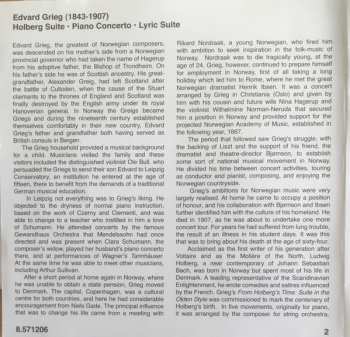 Edvard Grieg (1843-1907)
Holberg Suite · Piano Concerto · Lyric Suite
Edvard Grieg, the greatest of Norwegian composers,
was descended on his mother's side from a Norwegian
provincial governor who had taken the name of Hagerup
from his adoptive father, the Bishop of Trondheim. On
his father's side he was of Scottish ancestry. His great-
grandfather, Alexander Greig, had left Scotland after
the battle of Culloden, when the cause of the Stuart
claimants to the thrones of England and Scotland was
finally destroyed by the English army under its royal
Hanoverian general. In Norway the Greigs became
Griegs and during the nineteenth century established
themselves comfortably in their new country, Edvard
Grieg's father and grandfather both having served as
British consuls in Bergen.
The Grieg household provided a musical background
for a child. Musicians visited the family and these
visitors included the distinguished violinist Ole Bull, who
persuaded the Griegs to send their son Edvard to Leipzig
Conservatory, an institution he entered at the age of
fifteen, there to benefit from the demands of a traditional
German musical education.
In Leipzig not everything was to Grieg's liking. He
objected to the dryness of normal piano instruction,
based on the work of Czerny and Clementi, and was
able to change to a teacher who instilled in him a love
of Schumann. He attended concerts by the famous
Gewandhaus Orchestra that Mendelssohn had once
directed and was present when Clara Schumann, the
composer's widow, played her husband's piano concerto
there, and at performances of Wagner's Tannhäuser.
At the same time he was able to meet other musicians,
including Arthur Sullivan.
After a short period at home again in Norway, where
he was unable to obtain a state pension, Grieg moved
to Denmark. The capital, Copenhagen, was a cultural
centre for both countries, and here he had considerable
encouragement from Niels Gade. The principal influence
that was to change his life came from a meeting with
Rikard Nordraak, a young Norwegian, who fired him
with ambition to seek inspiration in the folk-music of
Norway. Nordraak was to die tragically young, at the
age of 24. Grieg, however, continued to prepare himself
for employment in Norway, first of all taking a long
holiday which led him to Rome, where he met the great
Norwegian dramatist Henrik Ibsen. It was a concert
arranged by Grieg in Christiania (Oslo) and given by
him with his cousin and future wife Nina Hagerup and
the violinist Wilhelmine Norman-Neruda that secured
him a position in Norway and provided support for the
projected Norwegian Academy of Music, established in
the following year, 1867.
The period that followed saw Grieg's struggle, with
the backing of Liszt and the support of his friend, the
dramatist and theatre-director Bjørnson, to establish
some sort of national musical movement in Norway.
He divided his time between concert activities, touring
as conductor and pianist, composing, and enjoying the
Norwegian countryside.
Grieg's ambitions for Norwegian music were very
largely realised. At home he came to occupy a position
of honour, and his collaboration with Bjørnson and Ibsen
further identified him with the culture of his homeland. He
died in 1907, as he was about to undertake one more
concert tour. For years he had suffered from lung trouble,
the result of an illness in his student days. It was this
that was to bring about his death at the age of sixty-four.
Acclaimed as the first writer of his generation after
Voltaire and as the Molière of the North, Ludvig
Holberg, a near contemporary of Johann Sebastian
Bach, was born in Norway but spent most of his life in
Denmark. A leading representative of the Scandinavian
Enlightenment, he wrote comedies and satires influenced
by the French. Grieg's From Holberg's Time: Suite in the
Olden Style was commissioned to mark the centenary of
Holberg's birth. In five movements, originally for piano,
it was arranged by the composer for string orchestra.
8.571206
2